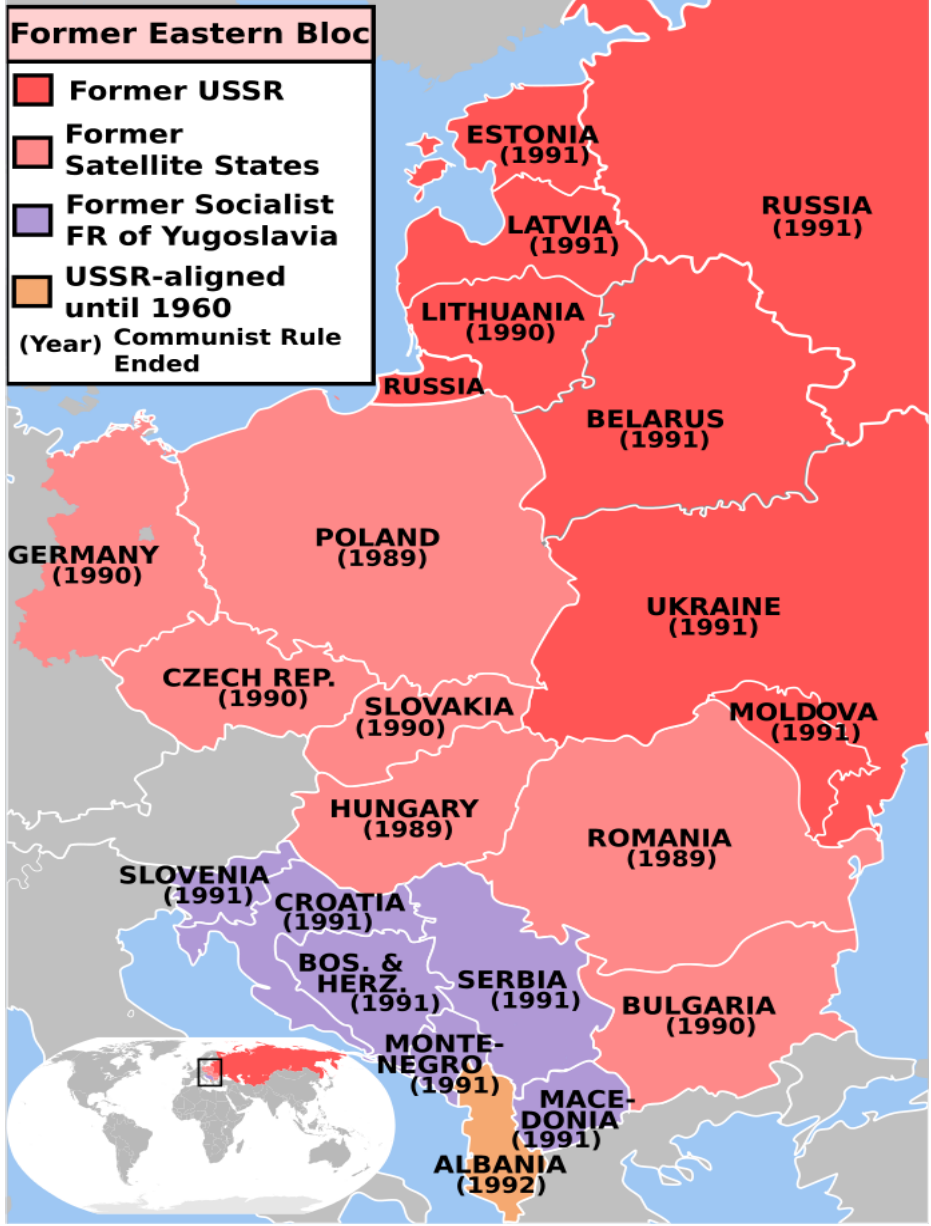 Former Eastern Bloc
Former USSR
Former
Satellite States
Former Socialist
FR of Yugoslavia
USSR-aligned
until 1960
(Year) Communist Rule
Ended
ESTONIA
(1991)
RUSSIA
(1991)
LATVIA
(1991)
LITHUANIA
(1990)
RUSSIA
BELARUS
(1991)
POLAND
(1989)
GERMANY
(1990)
UKRAINE
(1991)
CZECH REP.
(1990)
SLOVAKIA
(1990)
MOLDOVA
(1991)
HUNGARY
(1989)
ROMANIA
(1989)
SLOVENIA
(1991)
CROATIA
(1991)
BOS. &
HERZ.
(1991)
SERBIA
(1991)
BULGARIA
(1990)
MONTE-
NEGRO
(1991)
MACE-
DONIA
(1991)
ALBANIA
(1992)